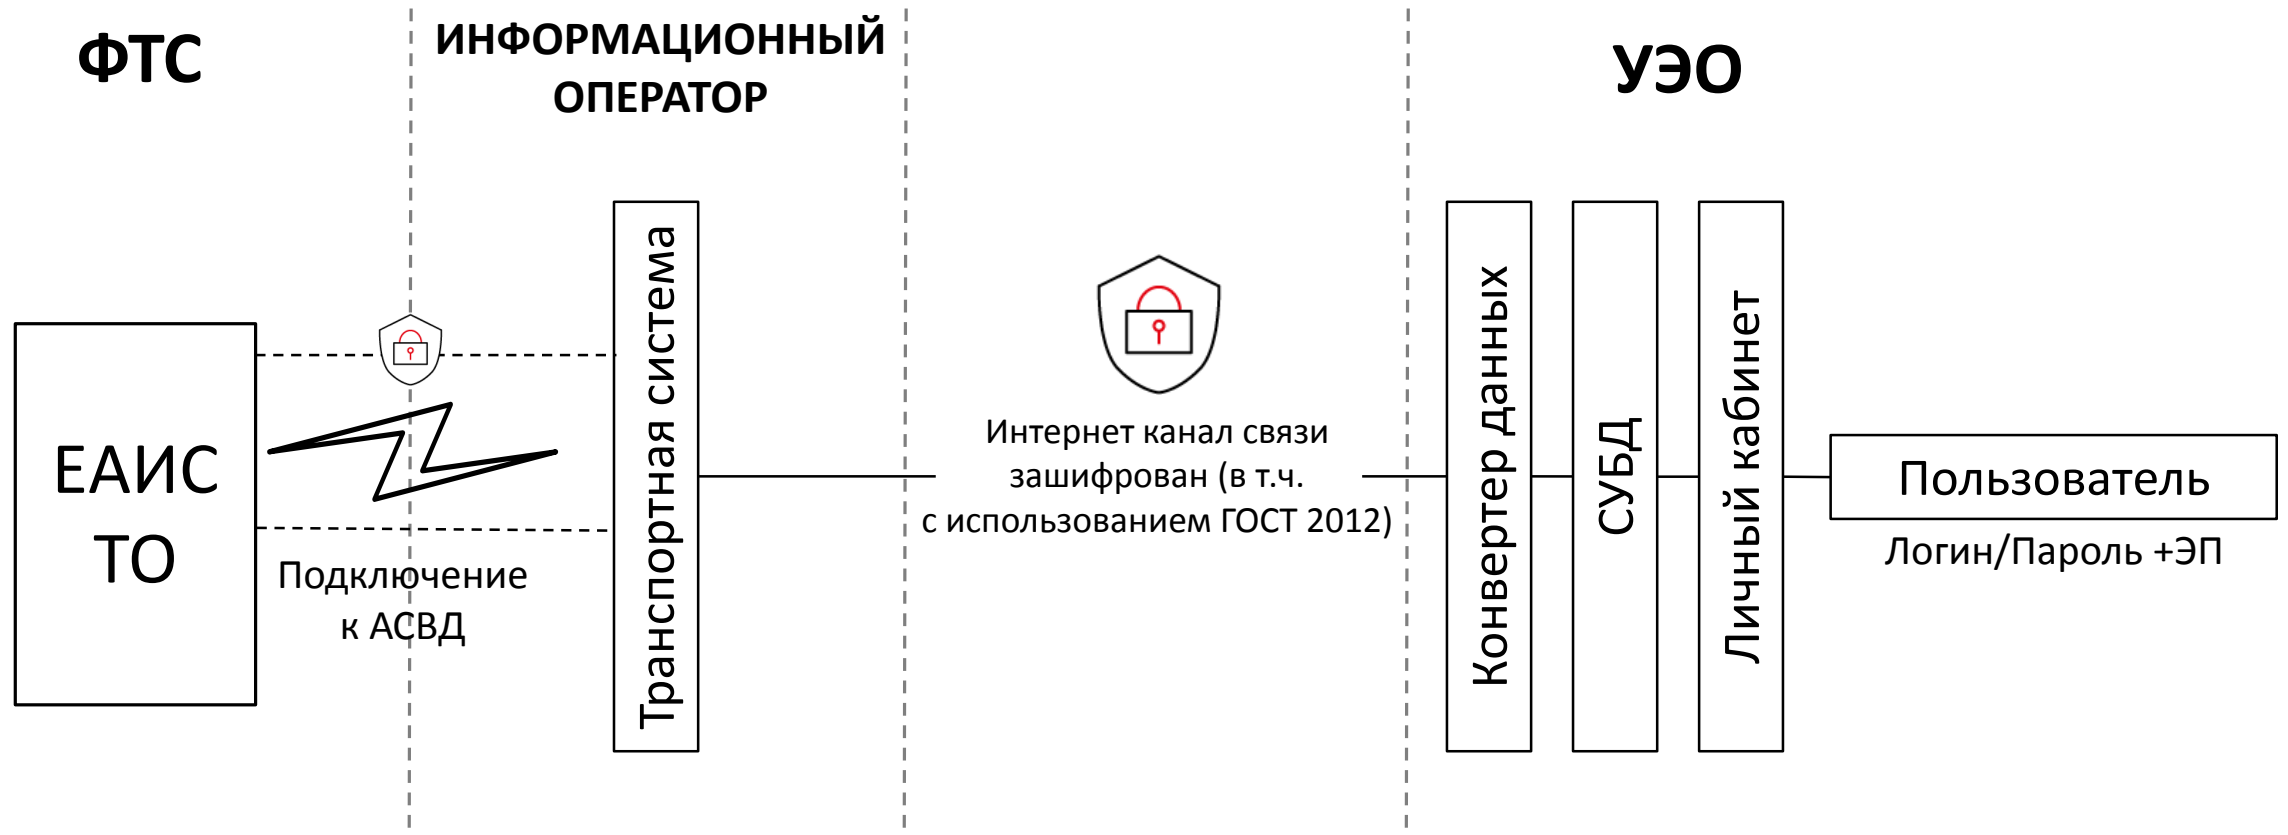 ФТС
ИНФОРМАЦИОННЫЙ
ОПЕРАТОР
УЭО
ЕАИС
ТО
Подключение
к АСВД
Транспортная система
Интернет канал связи
зашифрован (в т.ч.
с использованием ГОСТ 2012)
Конвертер данных
СУБД
Личный кабинет
Пользователь
Логин/Пароль +ЭП